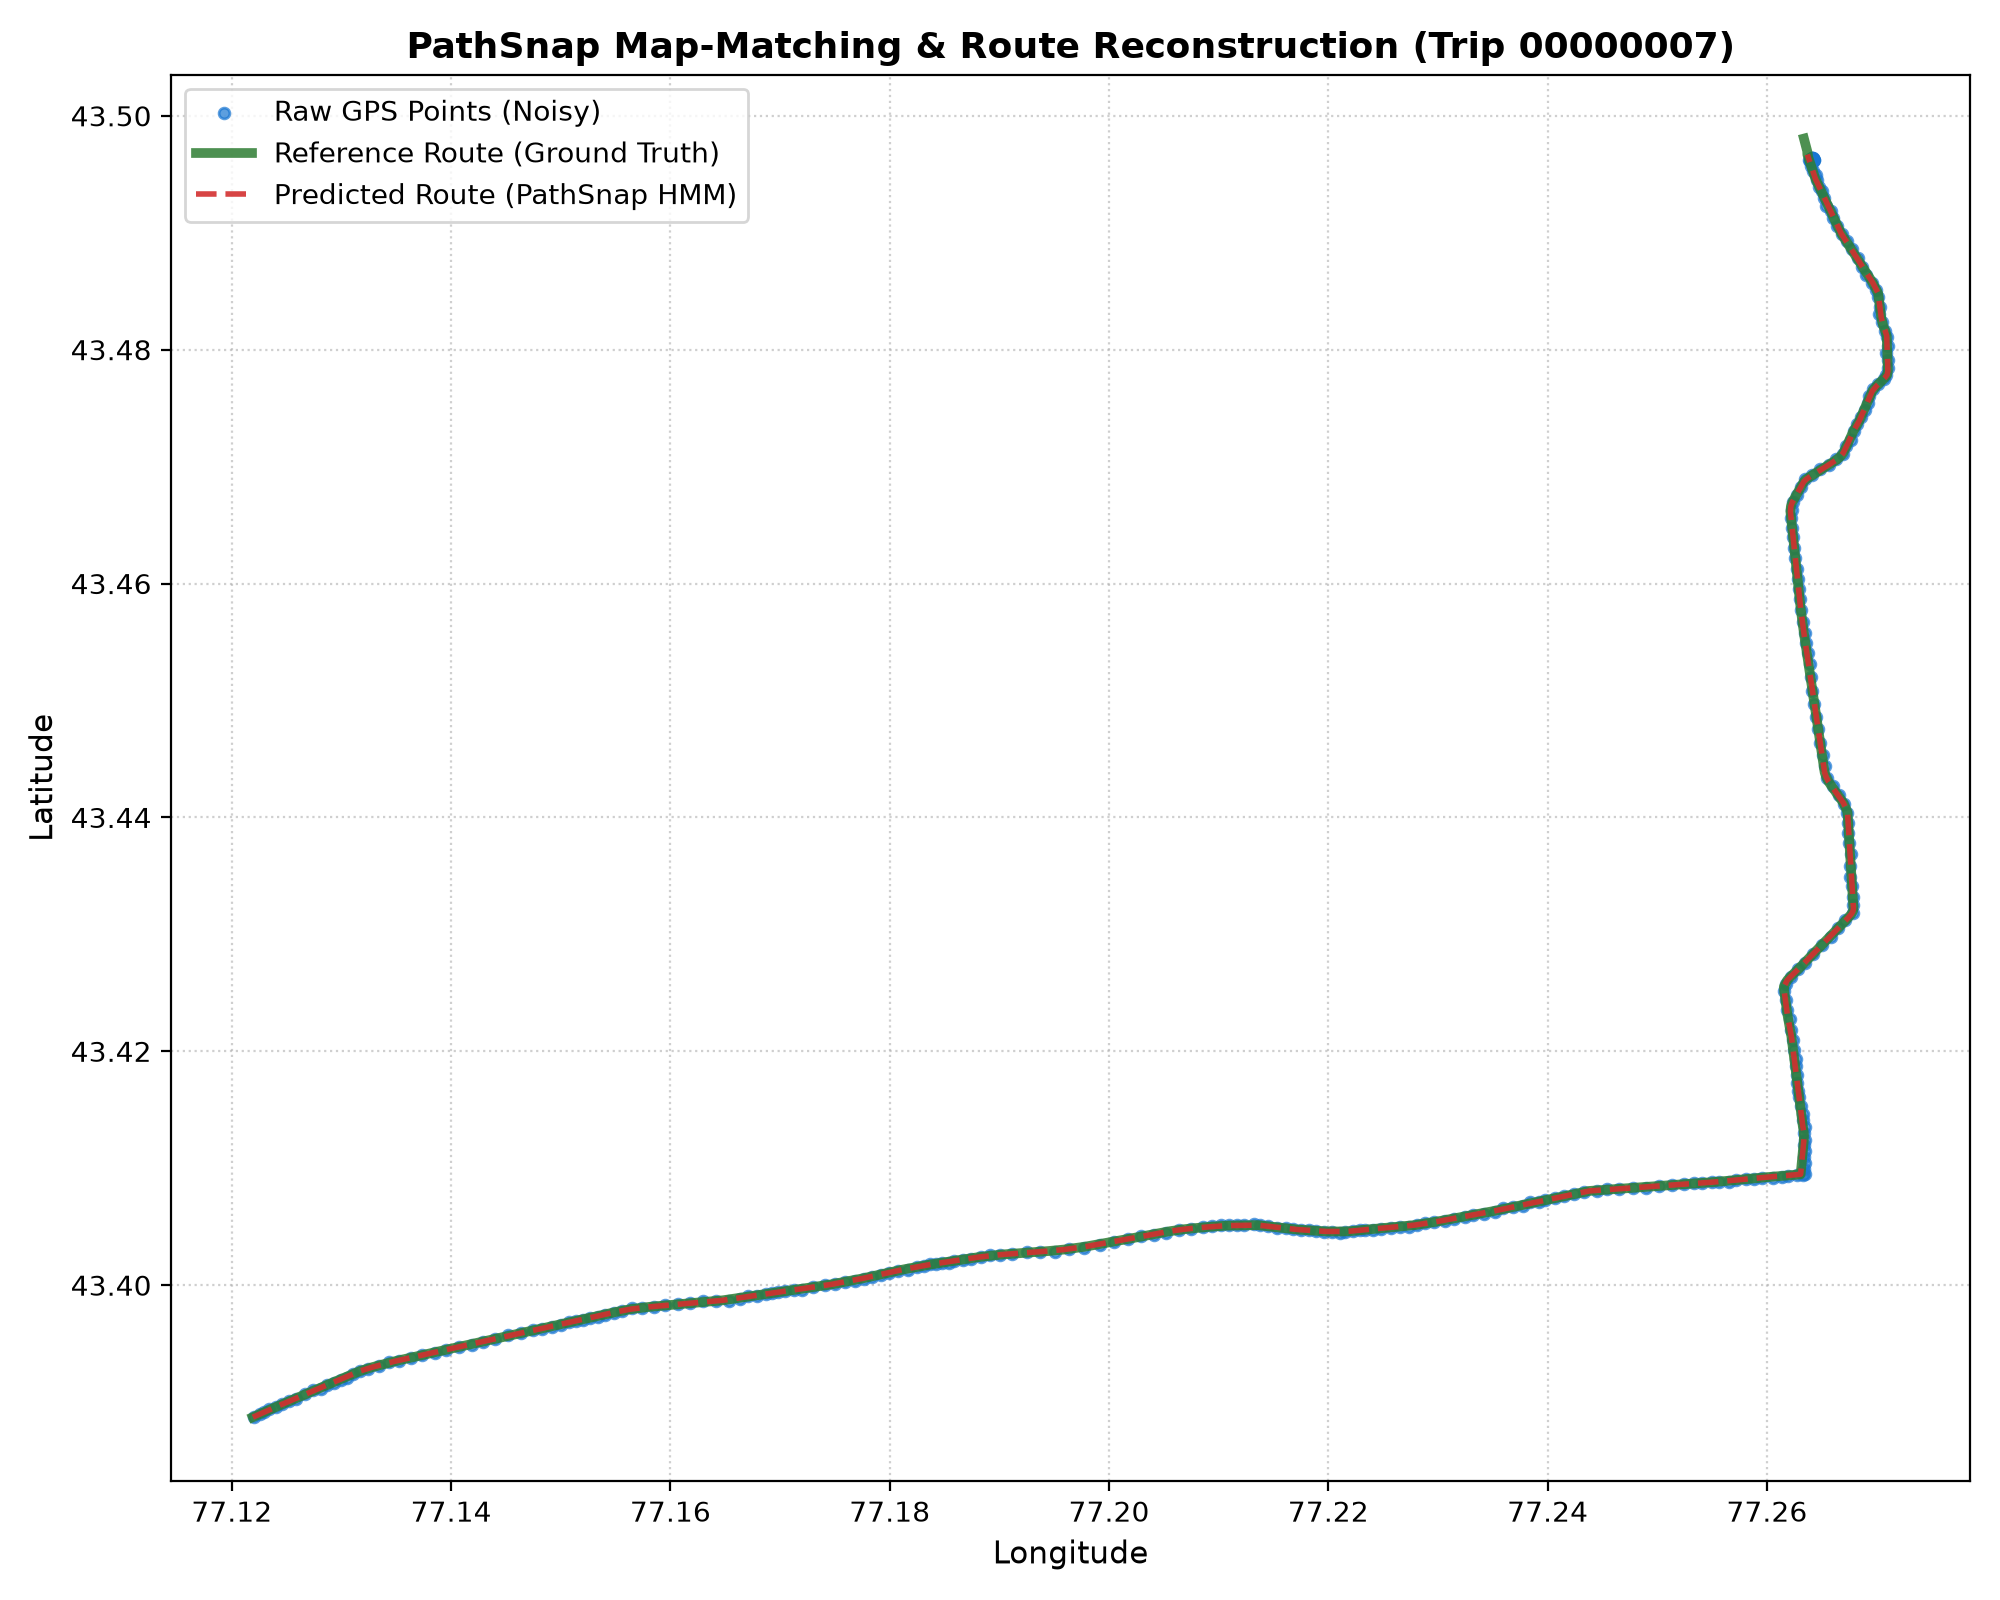 PathSnap Map-Matching & Route Reconstruction (Trip 00000007)
Raw GPS Points (Noisy)
Reference Route (Ground Truth)
Predicted Route (PathSnap HMM)
43.50
43.48
43.46
43.44
43.42
43.40
Latitude
77.12 77.14 77.16 77.18 77.20 77.22 77.24 77.26
Longitude